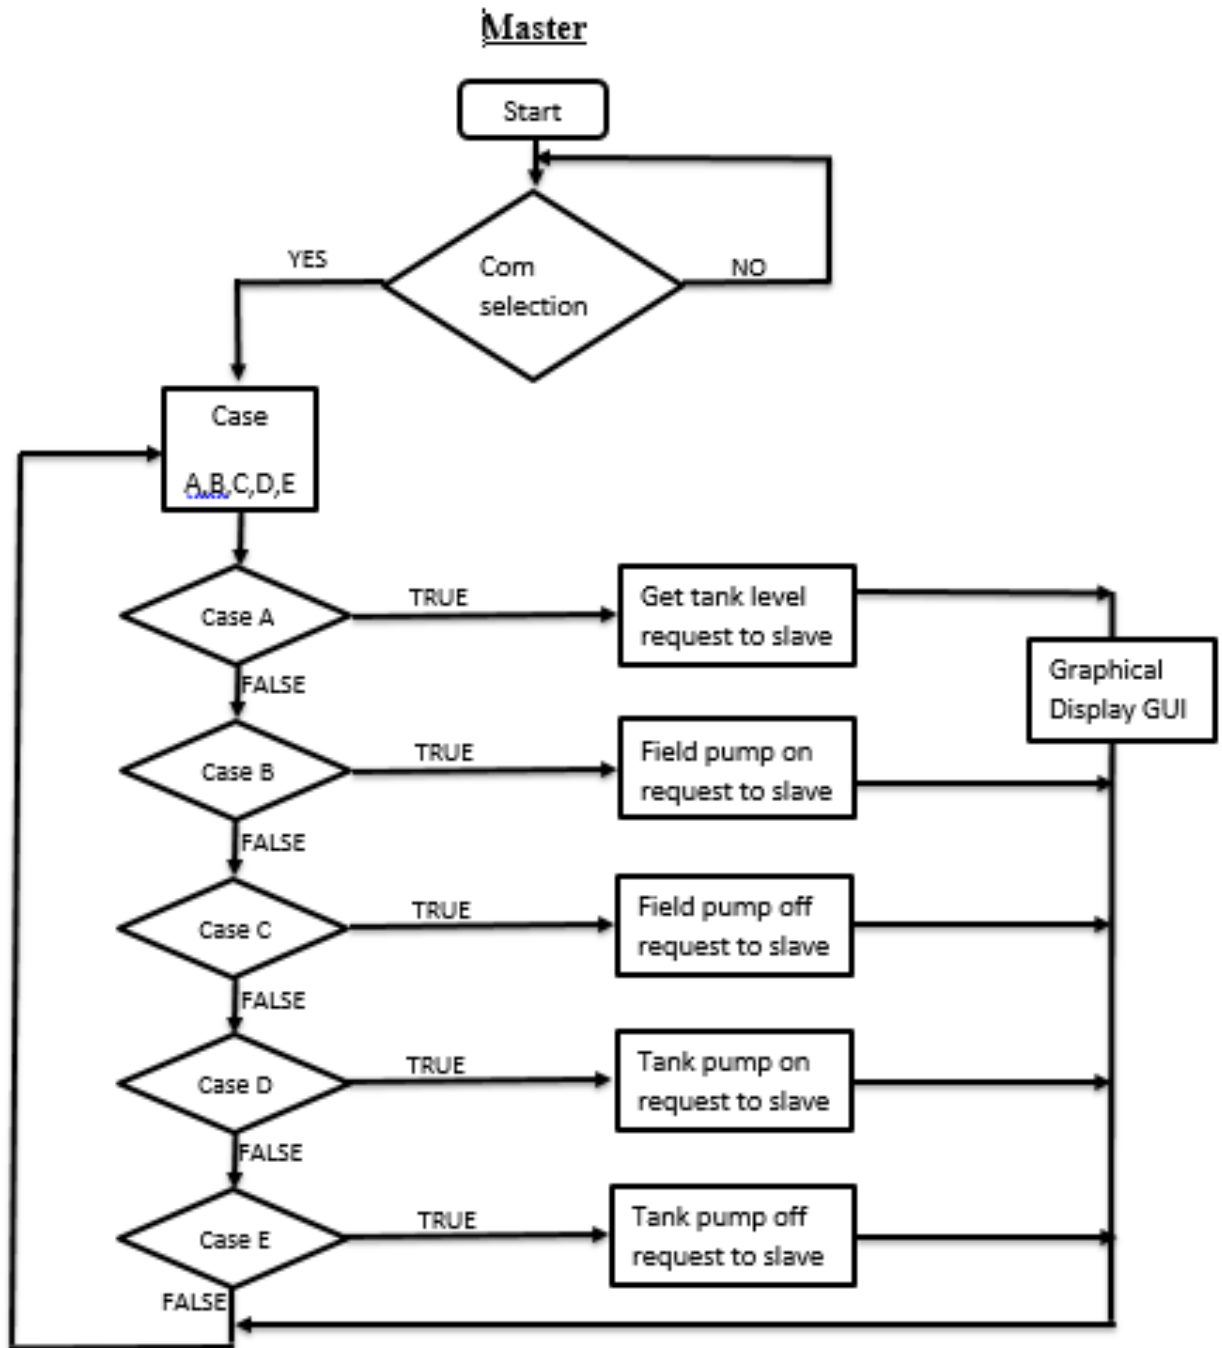 Master
Start
YES
Com
selection
NO
Case
A,B,C,D,E
Case A
TRUE
Get tank level
request to slave
Graphical
Display GUI
FALSE
Case B
TRUE
Field pump on
request to slave
FALSE
Case C
TRUE
Field pump off
request to slave
FALSE
Case D
TRUE
Tank pump on
request to slave
FALSE
Case E
TRUE
Tank pump off
request to slave
FALSE